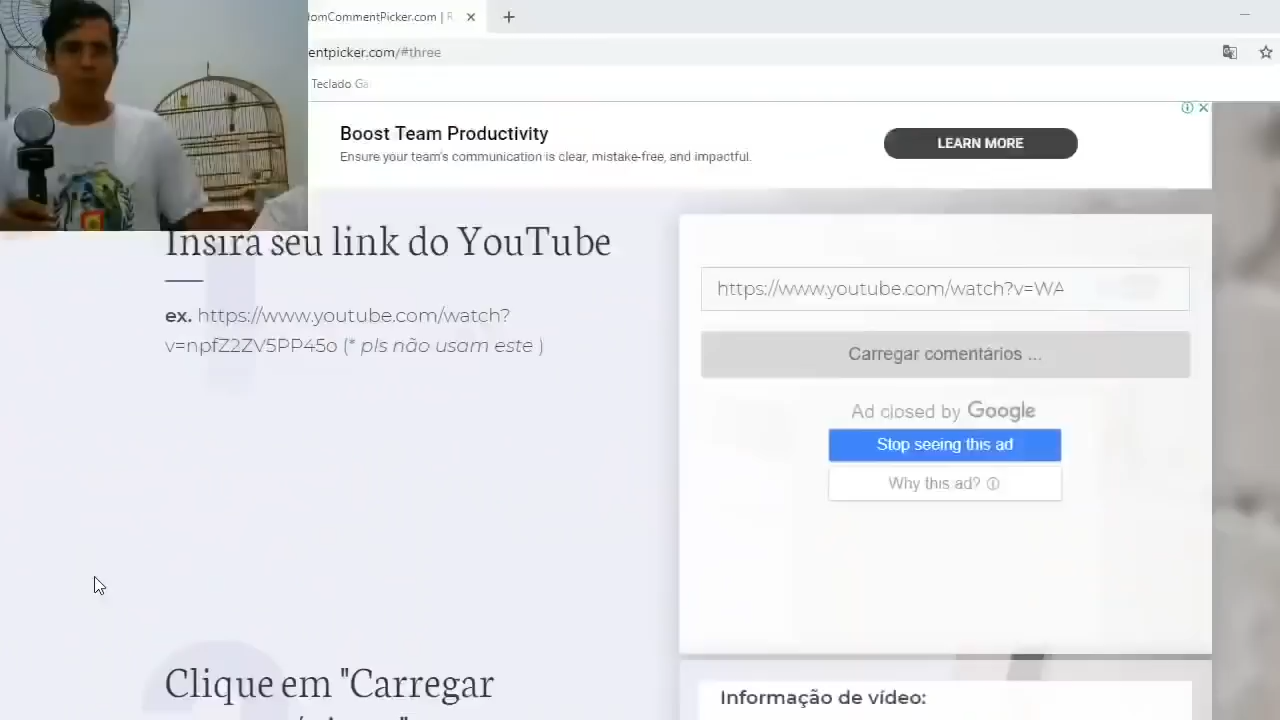 domCommentPicker.com | R
entpicker.com/#three
Teclado Ga
Boost Team Productivity
Ensure your team's communication is clear, mistake-free, and impactful.
LEARN MORE
Insira seu link do YouTube
ex. https://www.youtube.com/watch?
v=npfZ2ZV5PP45o (* pls não usam este )
https://www.youtube.com/watch?v=WA
Carregar comentários ...
Ad closed by Google
Stop seeing this ad
Why this ad?
Clique em "Carregar
Informação de vídeo: